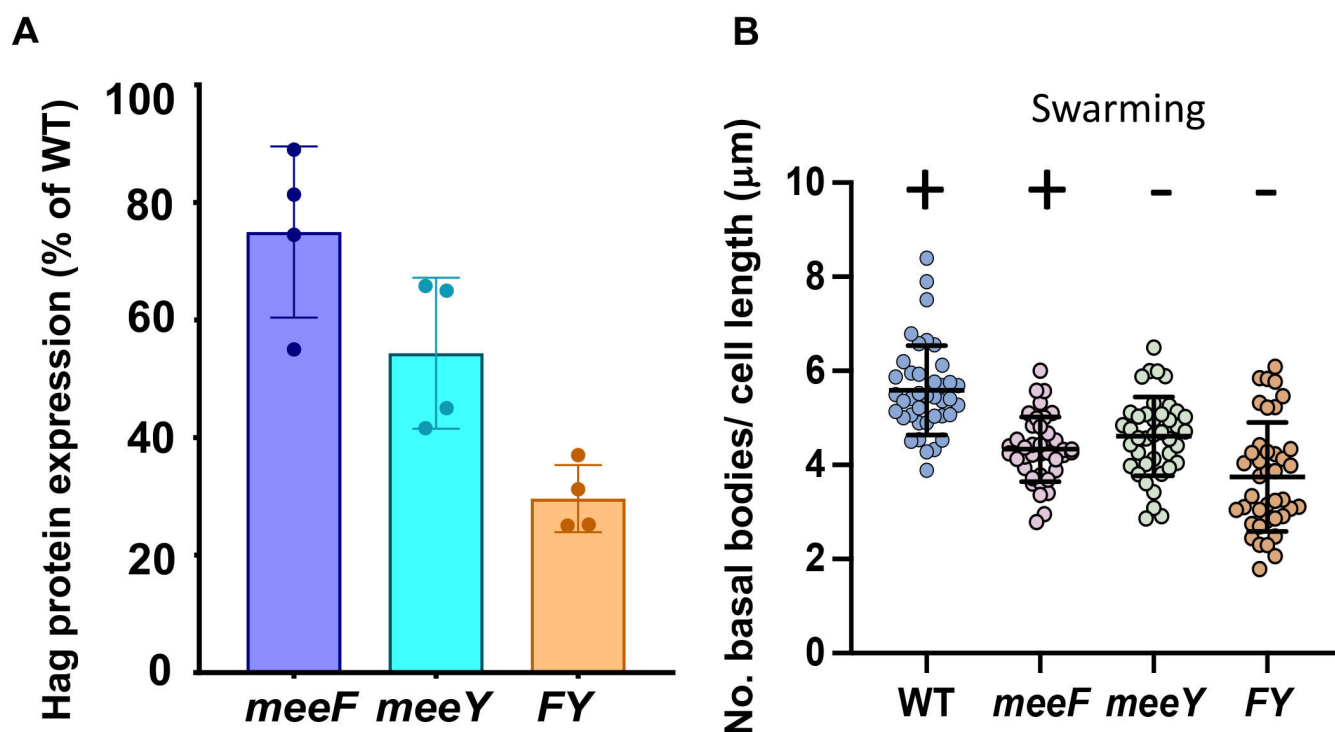 A
Hag protein expression (% of WT)
100
80
60
40
20
0
meeF meeY FY
B
Swarming
No. basal bodies/ cell length (μm)
+ + - -
10
8
6
4
2
0
WT meeF meeY FY